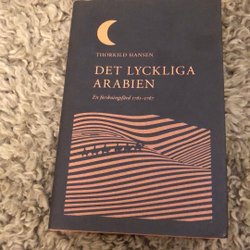 THORKILD HANSEN
DET LYCKLIGA
ARABIEN
En forskningsfärd 1761–1767